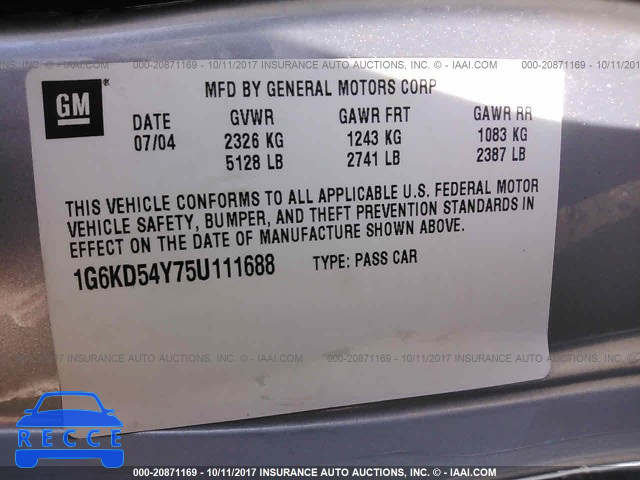 000-20871169 - 10/11/2017 INSURANCE AUTO AUCTIONS, INC. © - IAAI.COM
GM ®
MFD BY GENERAL MOTORS CORP
DATE GVWR GAWR FRT GAWR RR
07/04 2326 KG 1243 KG 1083 KG
5128 LB 2741 LB 2387 LB
THIS VEHICLE CONFORMS TO ALL APPLICABLE U.S. FEDERAL MOTOR
VEHICLE SAFETY, BUMPER, AND THEFT PREVENTION STANDARDS IN
EFFECT ON THE DATE OF MANUFACTURE SHOWN ABOVE.
1G6KD54Y75U111688 TYPE: PASS CAR
INSURANCE AUTO AUCTIONS, INC. © - IAAI.COM 000-20871169 - 10/11/2017 INSURANCE AUTO AUCTIONS, INC.
RECCE
000-20871169 - 10/11/2017 INSURANCE AUTO AUCTIONS, INC. © - IAAI.COM